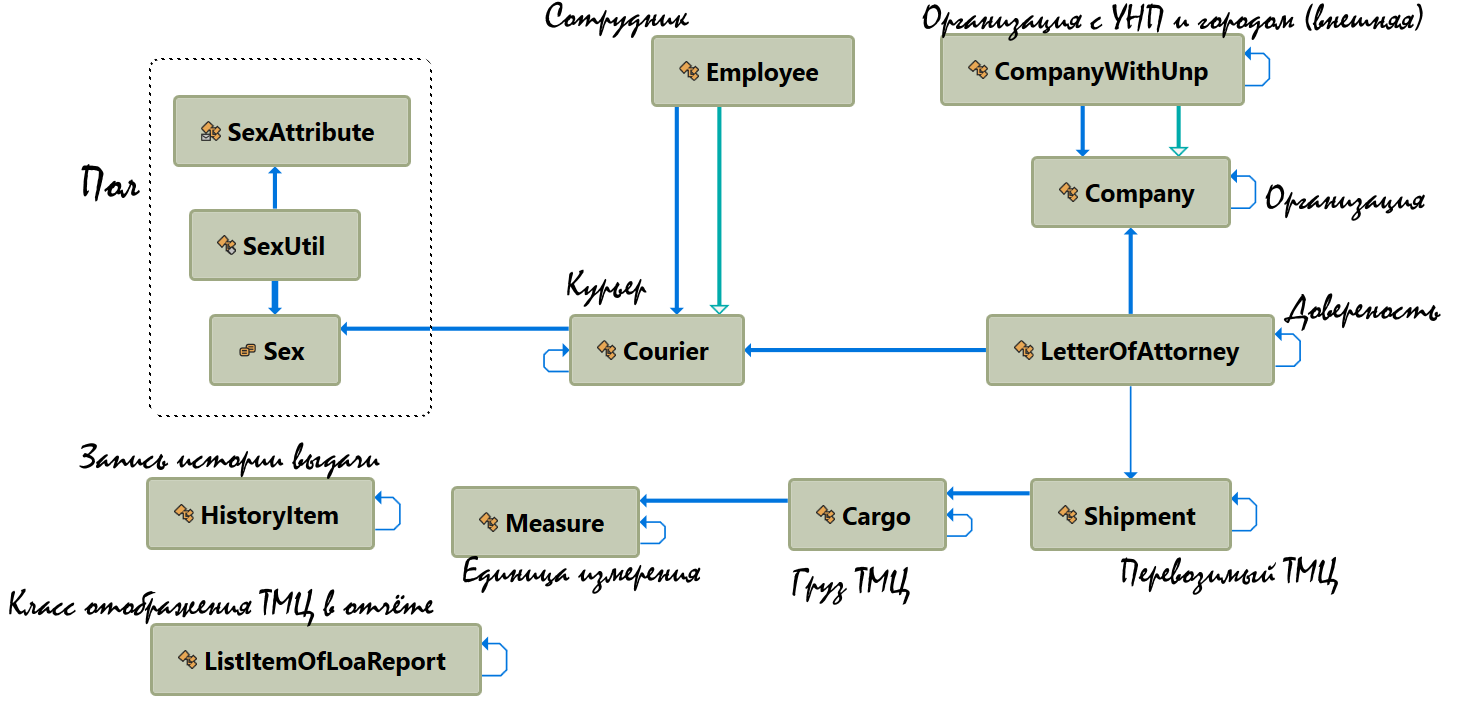 Сотрудник
Организация с УНП и городом (внешняя)
Employee
CompanyWithUnp
SexAttribute
Пол
Company
Организация
SexUtil
Курьер
Довереность
Sex
Courier
LetterOfAttorney
Запись истории выдачи
HistoryItem
Measure
Cargo
Shipment
Единица измерения
Груз ТМЦ
Перевозимый ТМЦ
Класс отображения ТМЦ в отчёте
ListItemOfLoaReport